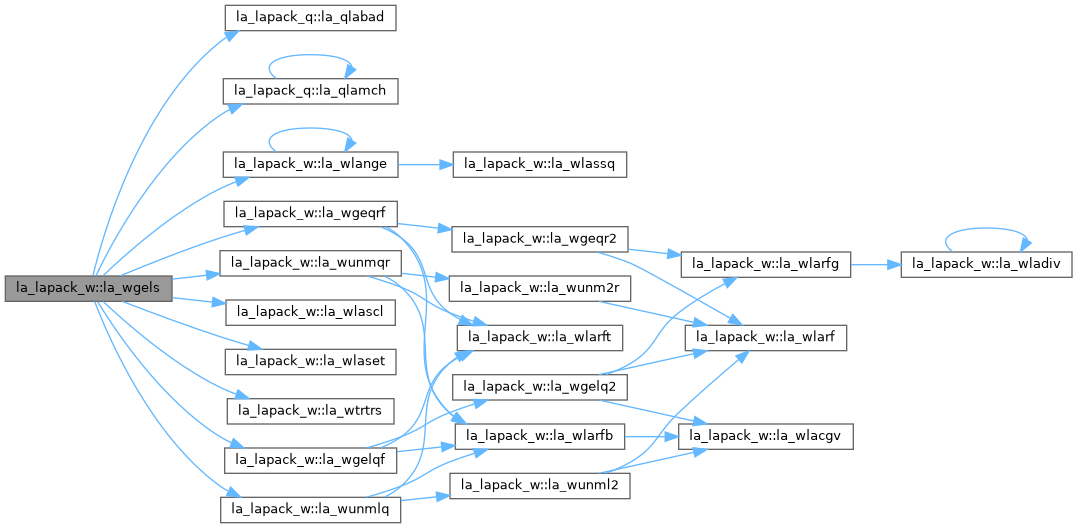 la_lapack_w::la_wgels
la_lapack_q::la_qlabad
la_lapack_q::la_qlamch
la_lapack_w::la_wlange
la_lapack_w::la_wgeqrf
la_lapack_w::la_wunmqr
la_lapack_w::la_wlascl
la_lapack_w::la_wlaset
la_lapack_w::la_wtrtrs
la_lapack_w::la_wgelqf
la_lapack_w::la_wunmlq
la_lapack_w::la_wlassq
la_lapack_w::la_wgeqr2
la_lapack_w::la_wunm2r
la_lapack_w::la_wlarft
la_lapack_w::la_wgelq2
la_lapack_w::la_wlarfb
la_lapack_w::la_wunml2
la_lapack_w::la_wlarfg
la_lapack_w::la_wlarf
la_lapack_w::la_wlacgv
la_lapack_w::la_wladiv